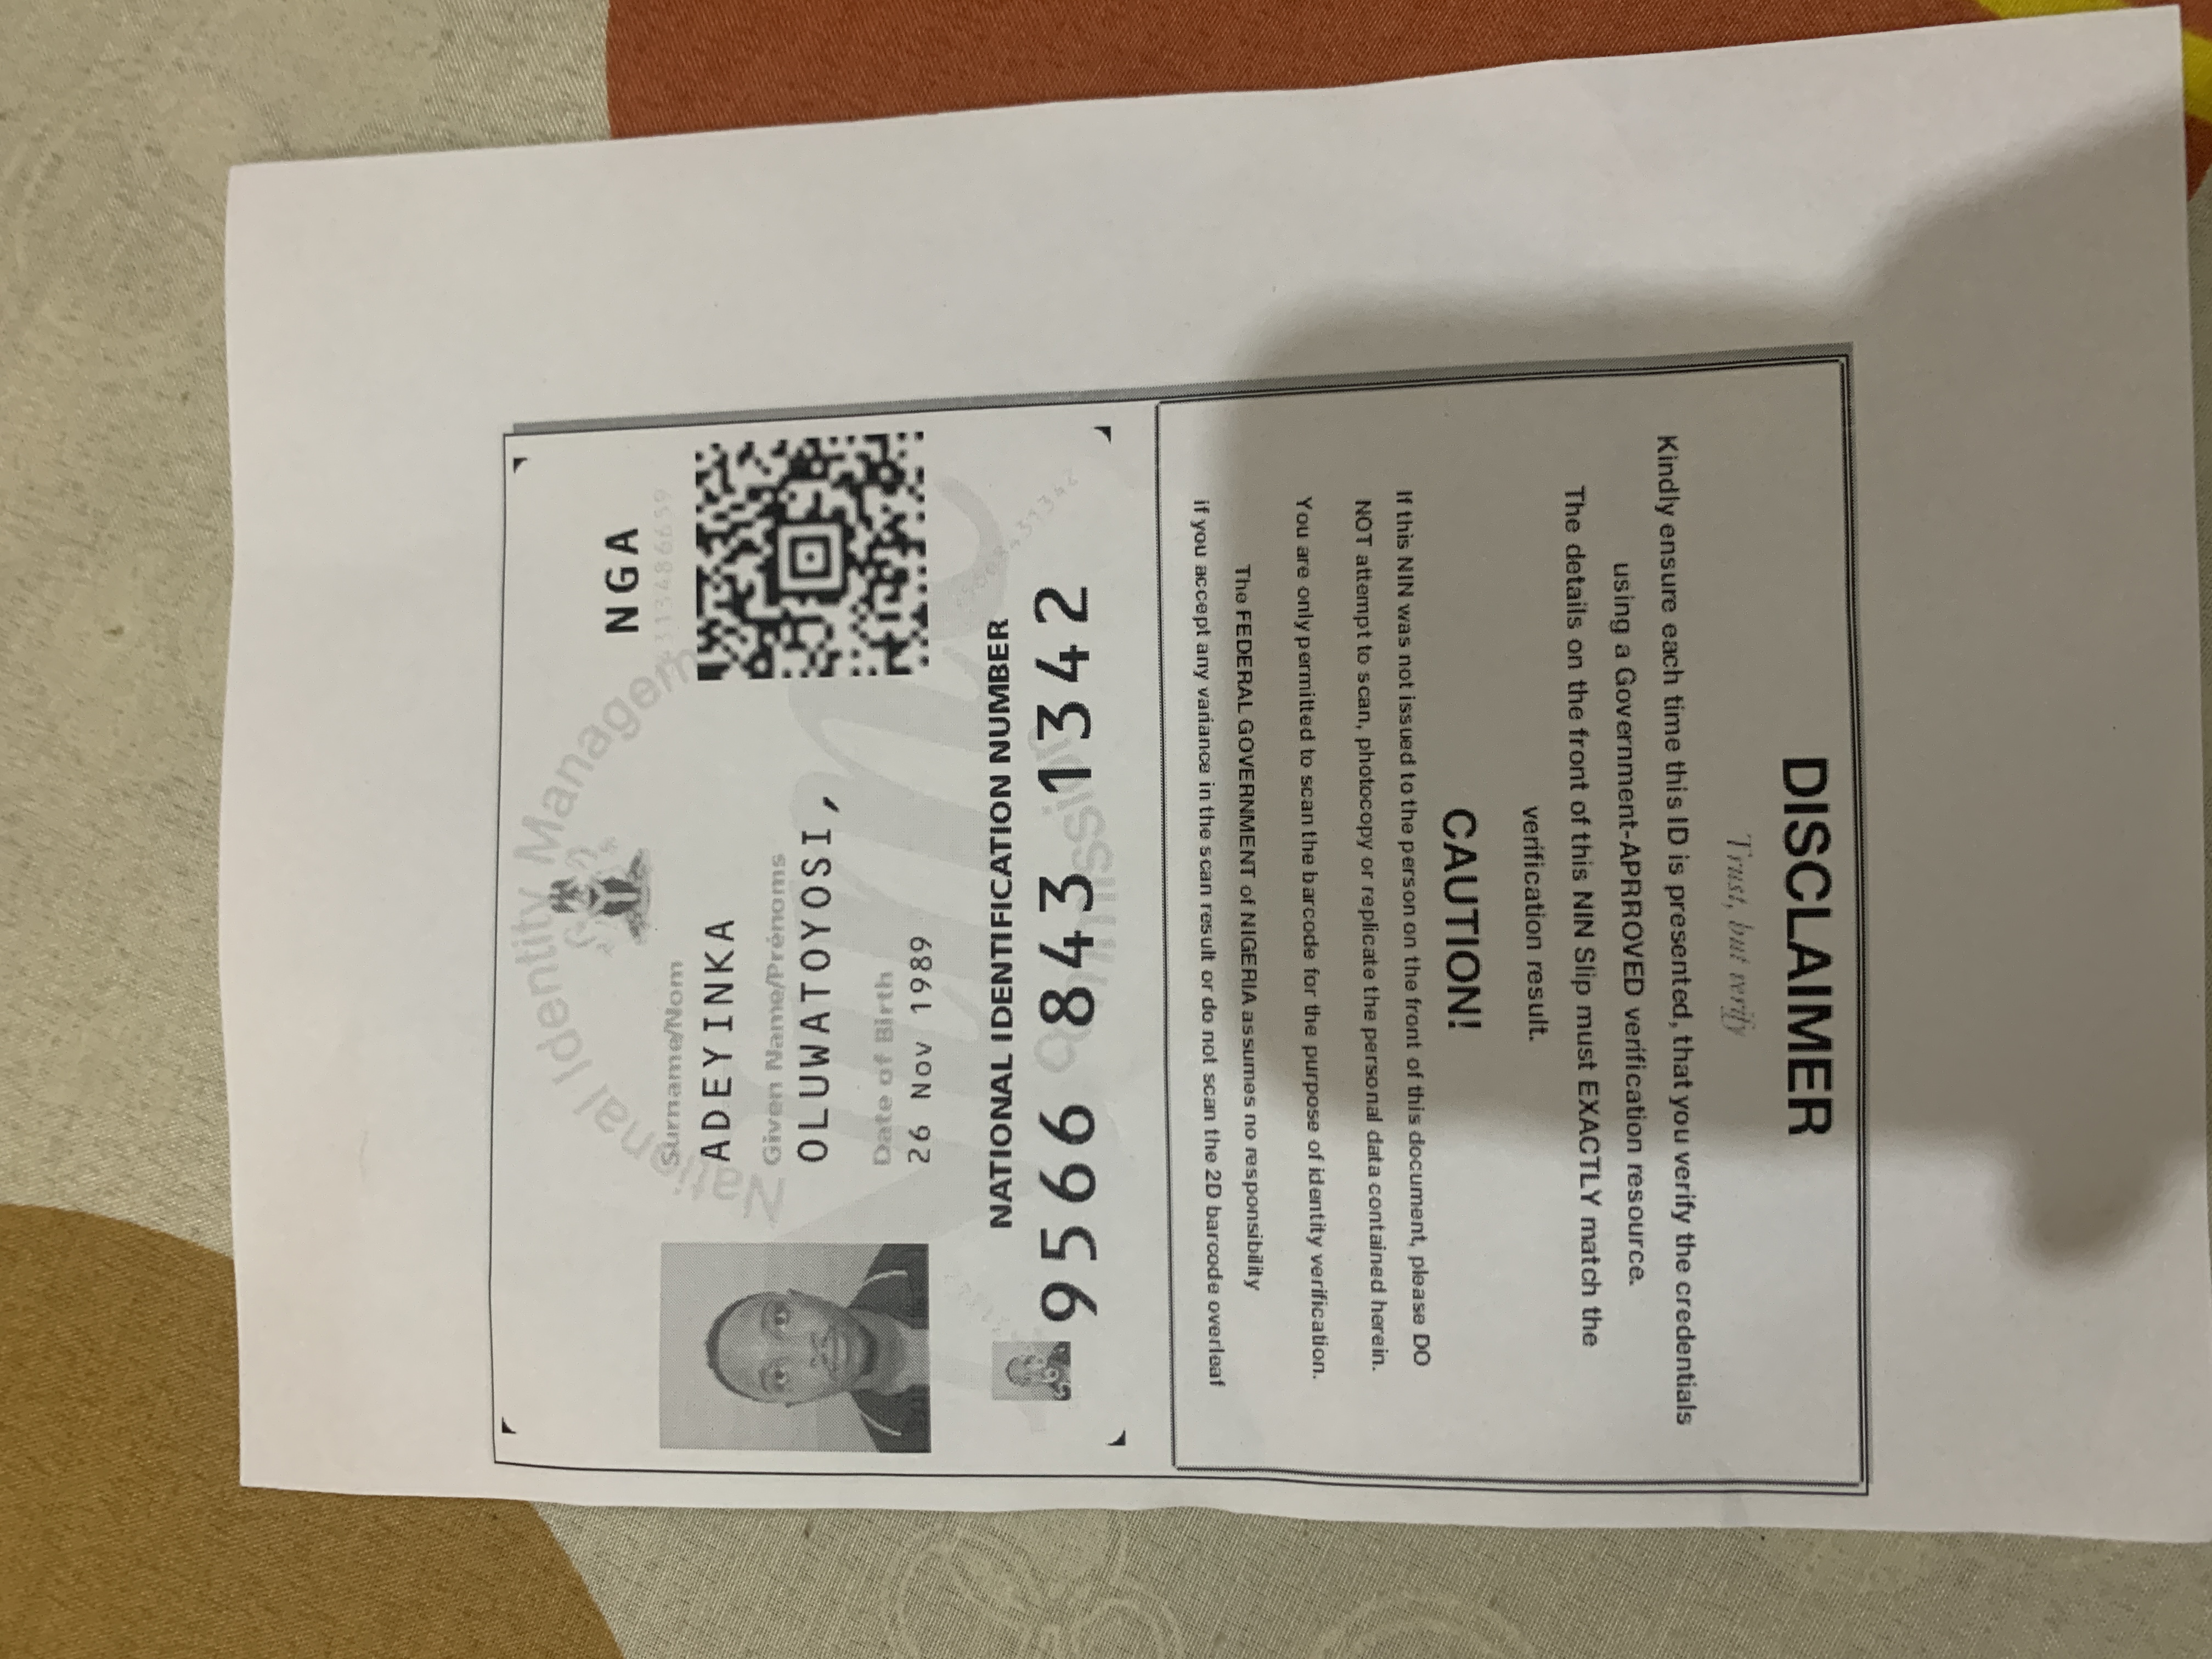 National Identity Managem
NGA
Surname/Nom
ADEYINKA
Given Name/Prénoms
OLUWATOYOSI,
Date of Birth
26 Nov 1989
NATIONAL IDENTIFICATION NUMBER
9566 843 1342
Commission
DISCLAIMER
Trust, but verify
Kindly ensure each time this ID is presented, that you verify the credentials
using a Government-APPROVED verification resource.
The details on the front of this NIN Slip must EXACTLY match the
verification result.
CAUTION!
If this NIN was not issued to the person on the front of this document, please DO
NOT attempt to scan, photocopy or replicate the personal data contained herein.
You are only permitted to scan the barcode for the purpose of identity verification.
The FEDERAL GOVERNMENT of NIGERIA assumes no responsibility
if you accept any variance in the scan result or do not scan the 2D barcode overleaf